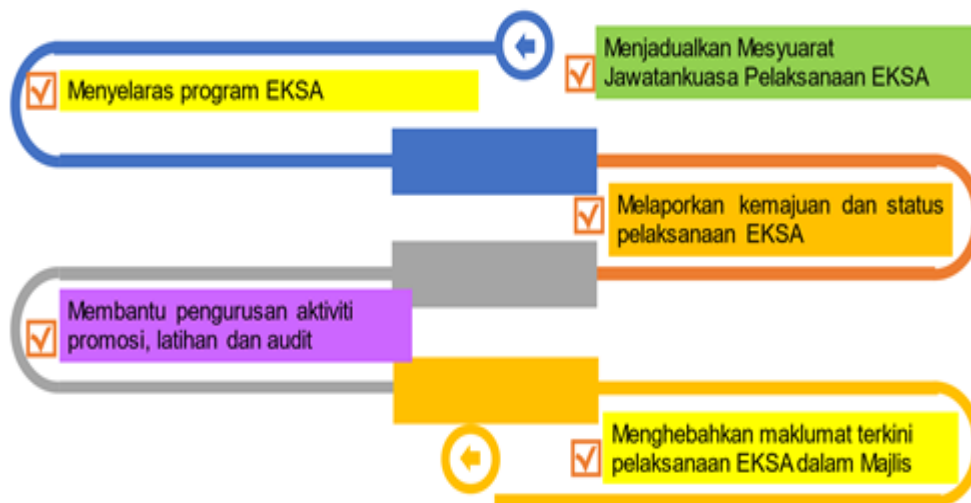 Menjadualkan Mesyuarat
Jawatankuasa Pelaksanaan EKSA
Menyelaras program EKSA
Melaporkan kemajuan dan status
pelaksanaan EKSA
Membantu pengurusan aktiviti
promosi, latihan dan audit
Menghebahkan maklumat terkini
pelaksanaan EKSA dalam Majlis